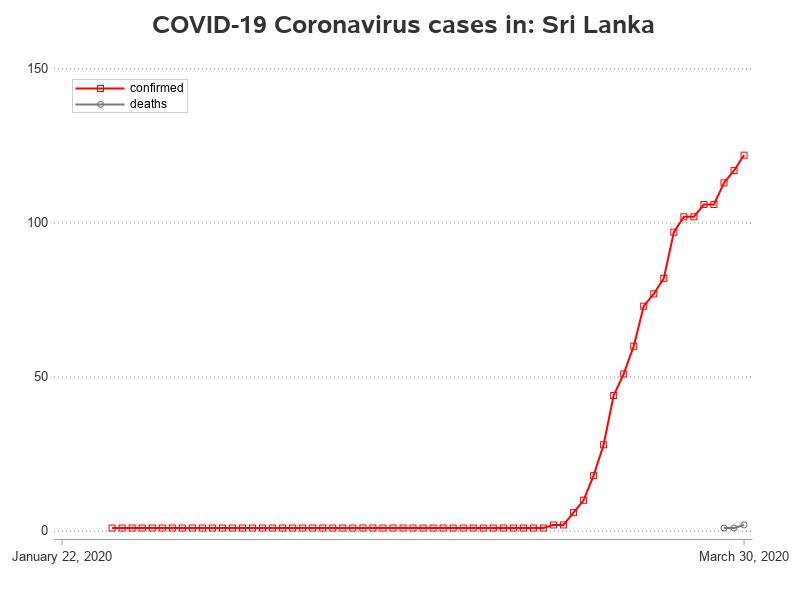 COVID-19 Coronavirus cases in: Sri Lanka
150
confirmed
deaths
100
50
0
January 22, 2020
March 30, 2020